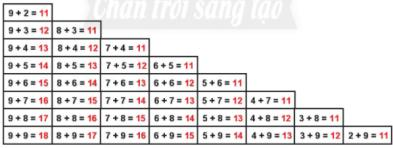 Chân trời sáng tạo
9 + 2 = 11
9 + 3 = 12 8 + 3 = 11
9 + 4 = 13 8 + 4 = 12 7 + 4 = 11
9 + 5 = 14 8 + 5 = 13 7 + 5 = 12 6 + 5 = 11
9 + 6 = 15 8 + 6 = 14 7 + 6 = 13 6 + 6 = 12 5 + 6 = 11
9 + 7 = 16 8 + 7 = 15 7 + 7 = 14 6 + 7 = 13 5 + 7 = 12 4 + 7 = 11
9 + 8 = 17 8 + 8 = 16 7 + 8 = 15 6 + 8 = 14 5 + 8 = 13 4 + 8 = 12 3 + 8 = 11
9 + 9 = 18 8 + 9 = 17 7 + 9 = 16 6 + 9 = 15 5 + 9 = 14 4 + 9 = 13 3 + 9 = 12 2 + 9 = 11